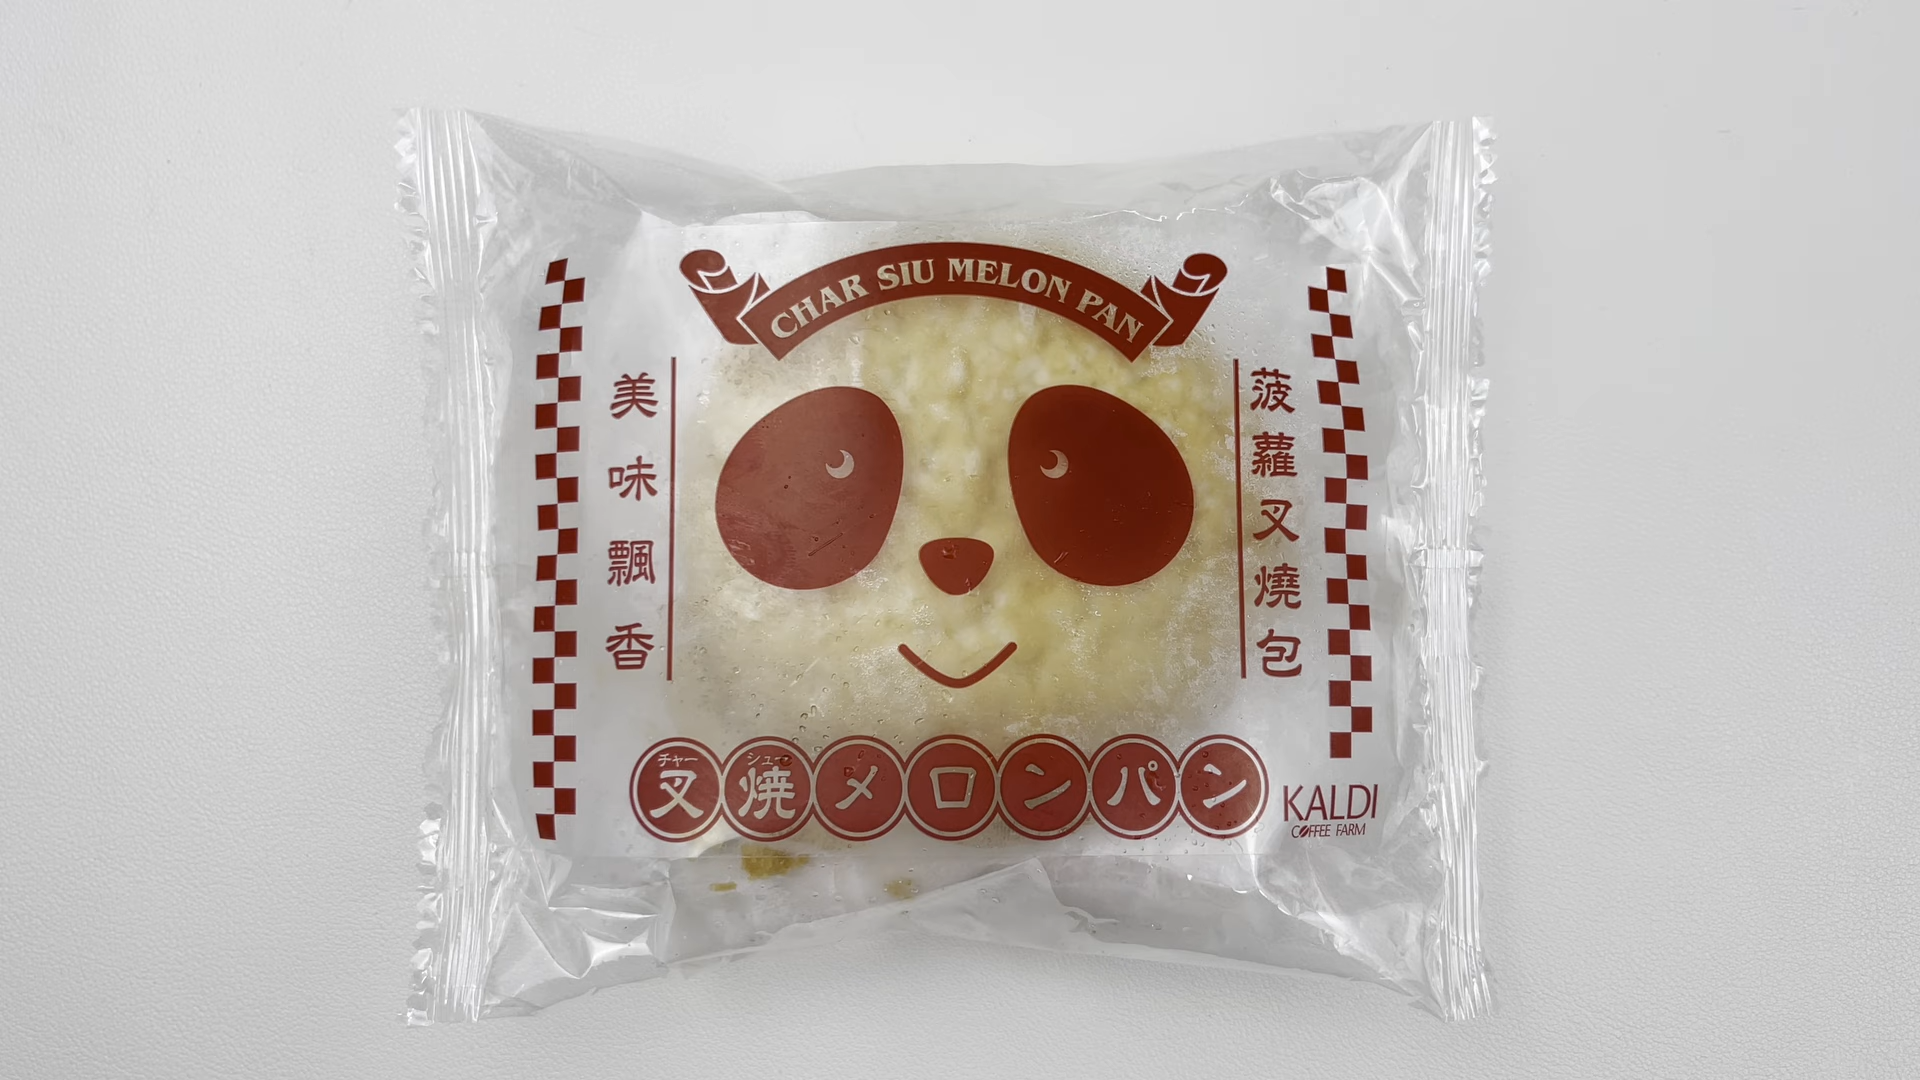 CHAR SIU MELON PAN
菠蘿叉燒包
美味飄香
チャー シュー
叉焼メロンパン
KALDI
COFFEE FARM